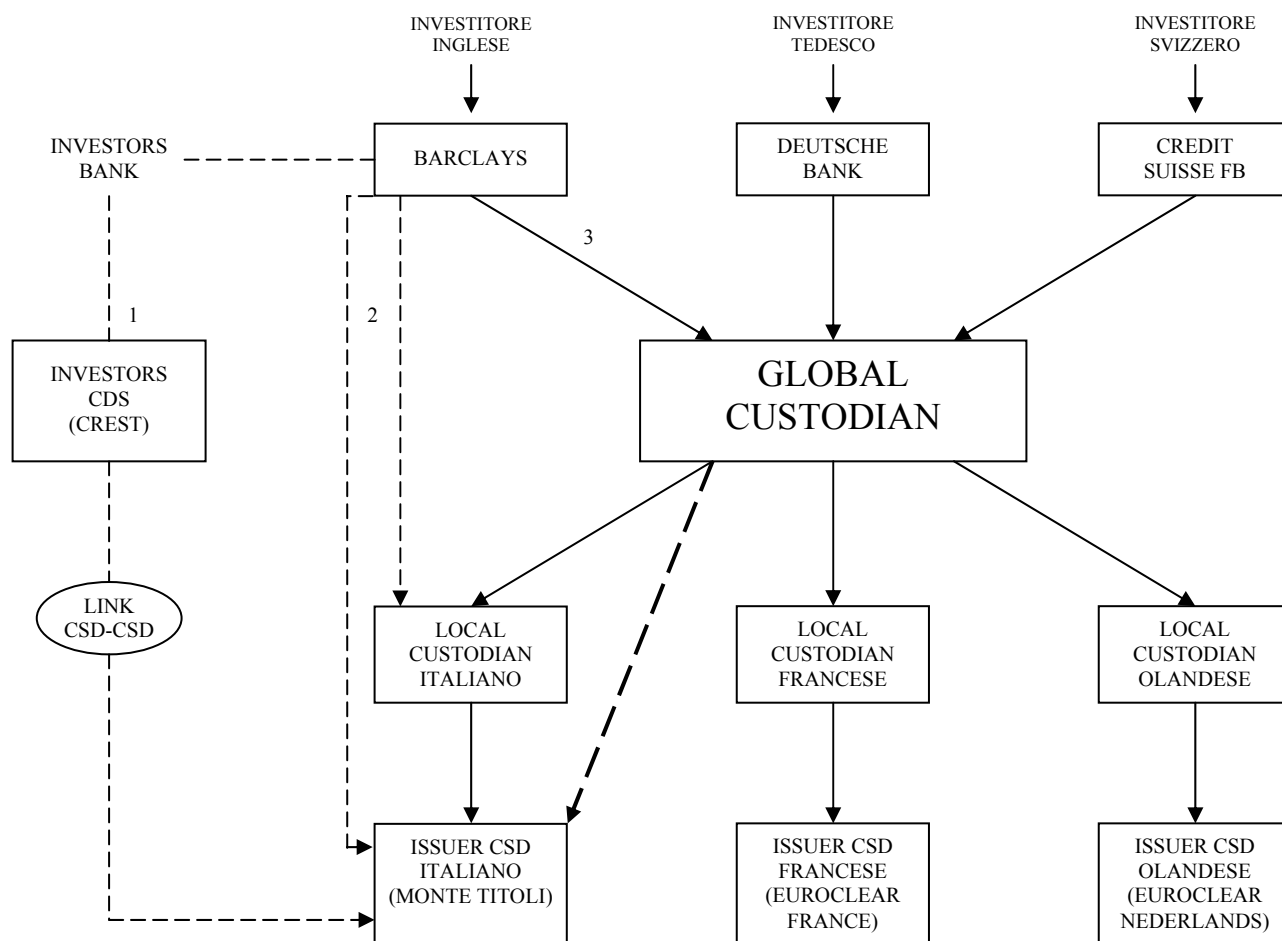 INVESTITORE
INGLESE
INVESTITORE
TEDESCO
INVESTITORE
SVIZZERO
INVESTORS
BANK
BARCLAYS
DEUTSCHE
BANK
CREDIT
SUISSE FB
3
1
2
INVESTORS
CDS
(CREST)
GLOBAL
CUSTODIAN
LINK
CSD-CSD
LOCAL
CUSTODIAN
ITALIANO
LOCAL
CUSTODIAN
FRANCESE
LOCAL
CUSTODIAN
OLANDESE
ISSUER CSD
ITALIANO
(MONTE TITOLI)
ISSUER CSD
FRANCESE
(EUROCLEAR
FRANCE)
ISSUER CSD
OLANDESE
(EUROCLEAR
NEDERLANDS)